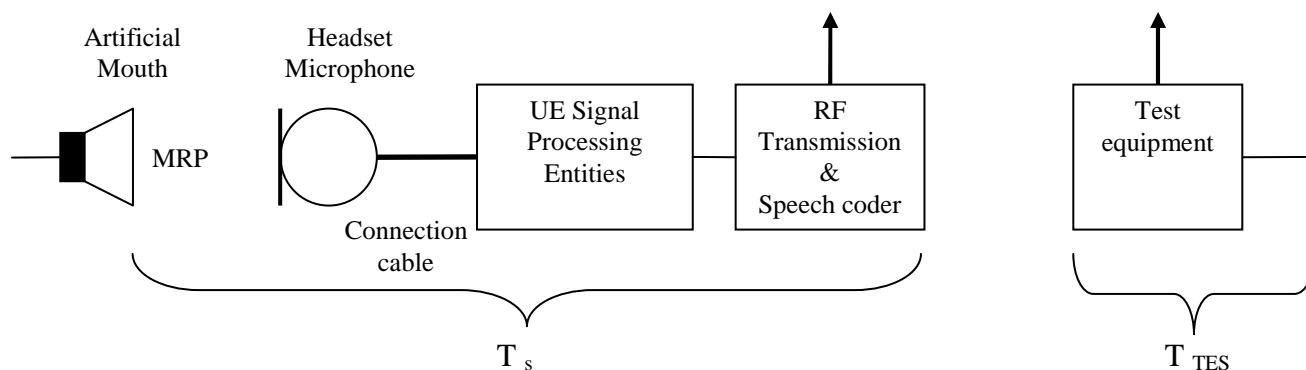 Artificial
Mouth
MRP
Headset
Microphone
Connection
cable
UE Signal
Processing
Entities
RF
Transmission
&
Speech coder
Test
equipment
T s
T TES